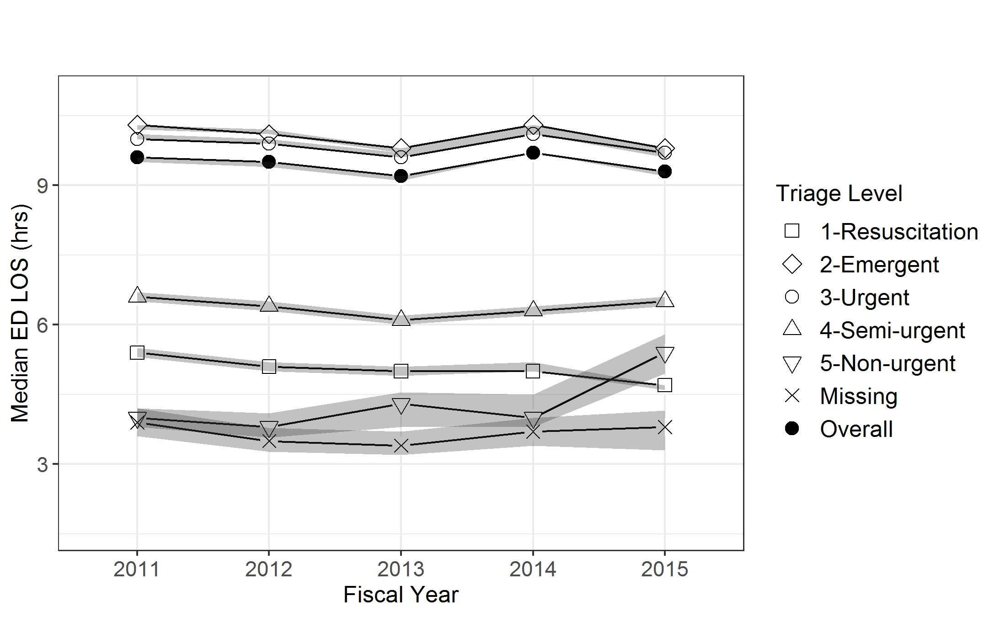 Median ED LOS (hrs)
9
6
3
2011 2012 2013 2014 2015
Fiscal Year
Triage Level
1-Resuscitation
2-Emergent
3-Urgent
4-Semi-urgent
5-Non-urgent
Missing
Overall